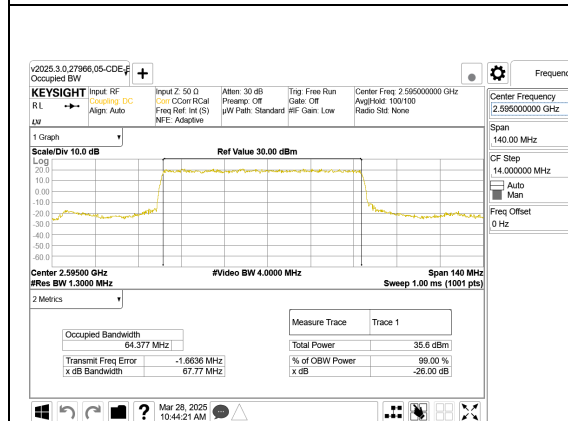 v2025.3.0,27966,05-CDE-E
Occupied BW
Frequenc
KEYSIGHT
RL
LXI
Input: RF
Coupling: DC
Align: Auto
Input Z: 50 Ω
Corr CCorr RCal
Freq Ref: Int (S)
NFE: Adaptive
Atten: 30 dB
Preamp: Off
µW Path: Standard
Trig: Free Run
Gate: Off
#IF Gain: Low
Center Freq: 2.595000000 GHz
Avg|Hold: 100/100
Radio Std: None
Center Frequency
2.595000000 GHz
Span
140.00 MHz
CF Step
14.000000 MHz
Auto
Man
Freq Offset
0 Hz
1 Graph
Scale/Div 10.0 dB
Ref Value 30.00 dBm
Log
20.0
10.0
0.00
-10.0
-20.0
-30.0
-40.0
-50.0
-60.0
Center 2.59500 GHz
#Video BW 4.0000 MHz
Span 140 MHz
#Res BW 1.3000 MHz
Sweep 1.00 ms (1001 pts)
2 Metrics
Measure Trace
Trace 1
Occupied Bandwidth
64.377 MHz
Total Power
35.6 dBm
Transmit Freq Error
-1.6636 MHz
% of OBW Power
99.00 %
x dB Bandwidth
67.77 MHz
x dB
-26.00 dB
?
Mar 28, 2025
10:44:21 AM